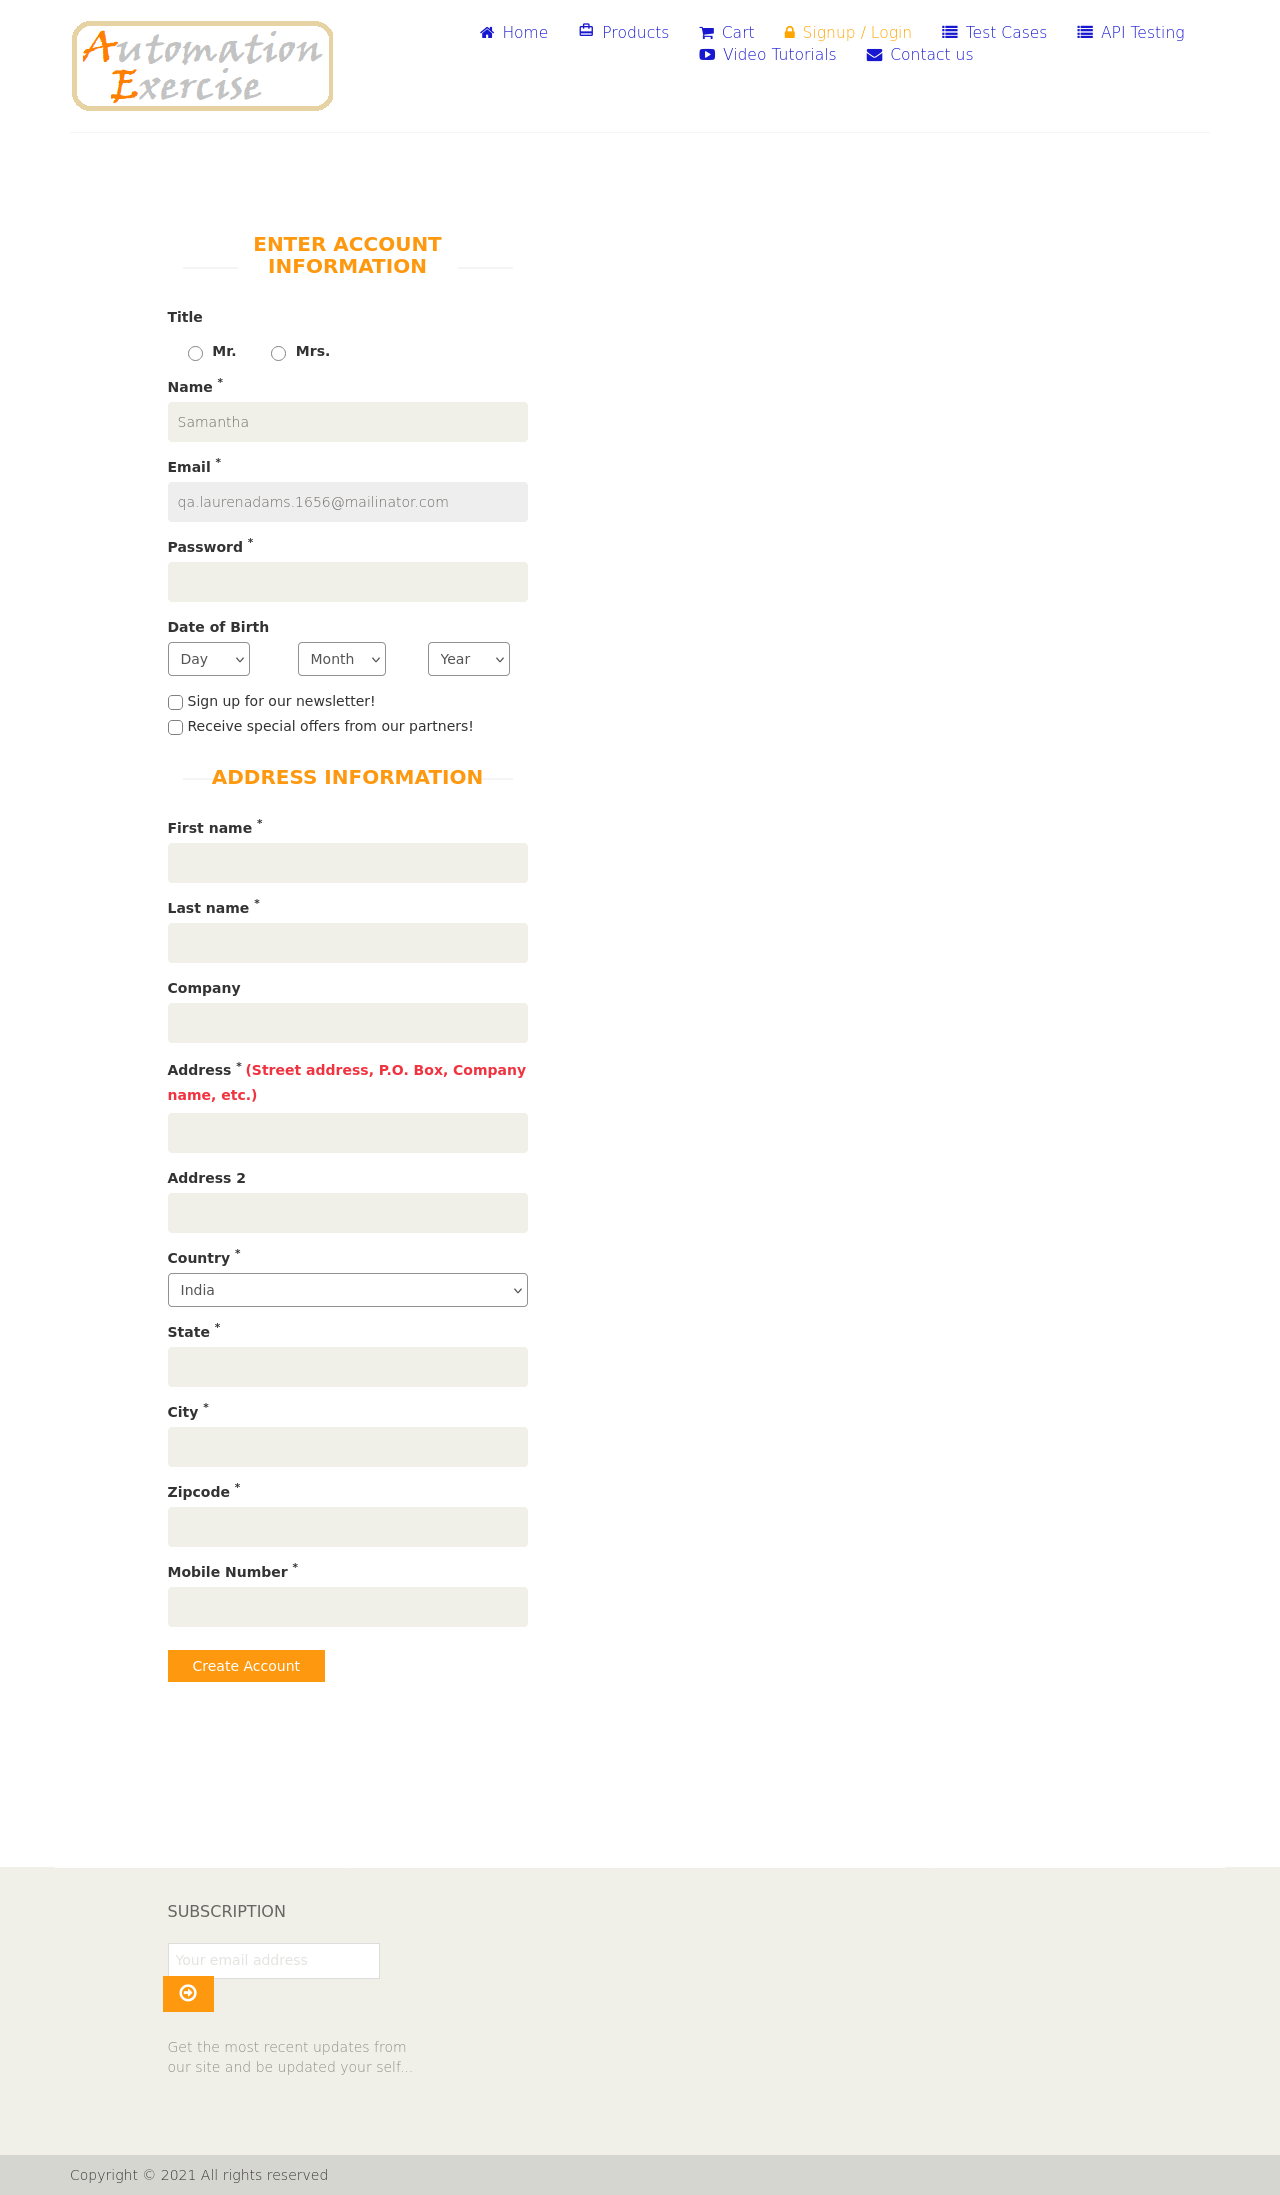 Automation
Exercise
Home Products Cart Signup / Login Test Cases API Testing
Video Tutorials Contact us
ENTER ACCOUNT
INFORMATION
Title
Mr. Mrs.
Name *
Samantha
Email *
qa.laurenadams.1656@mailinator.com
Password *
Date of Birth
Day Month Year
Sign up for our newsletter!
Receive special offers from our partners!
ADDRESS INFORMATION
First name *
Last name *
Company
Address * (Street address, P.O. Box, Company
name, etc.)
Address 2
Country *
India
State *
City *
Zipcode *
Mobile Number *
Create Account
SUBSCRIPTION
Your email address
Get the most recent updates from
our site and be updated your self...
Copyright © 2021 All rights reserved